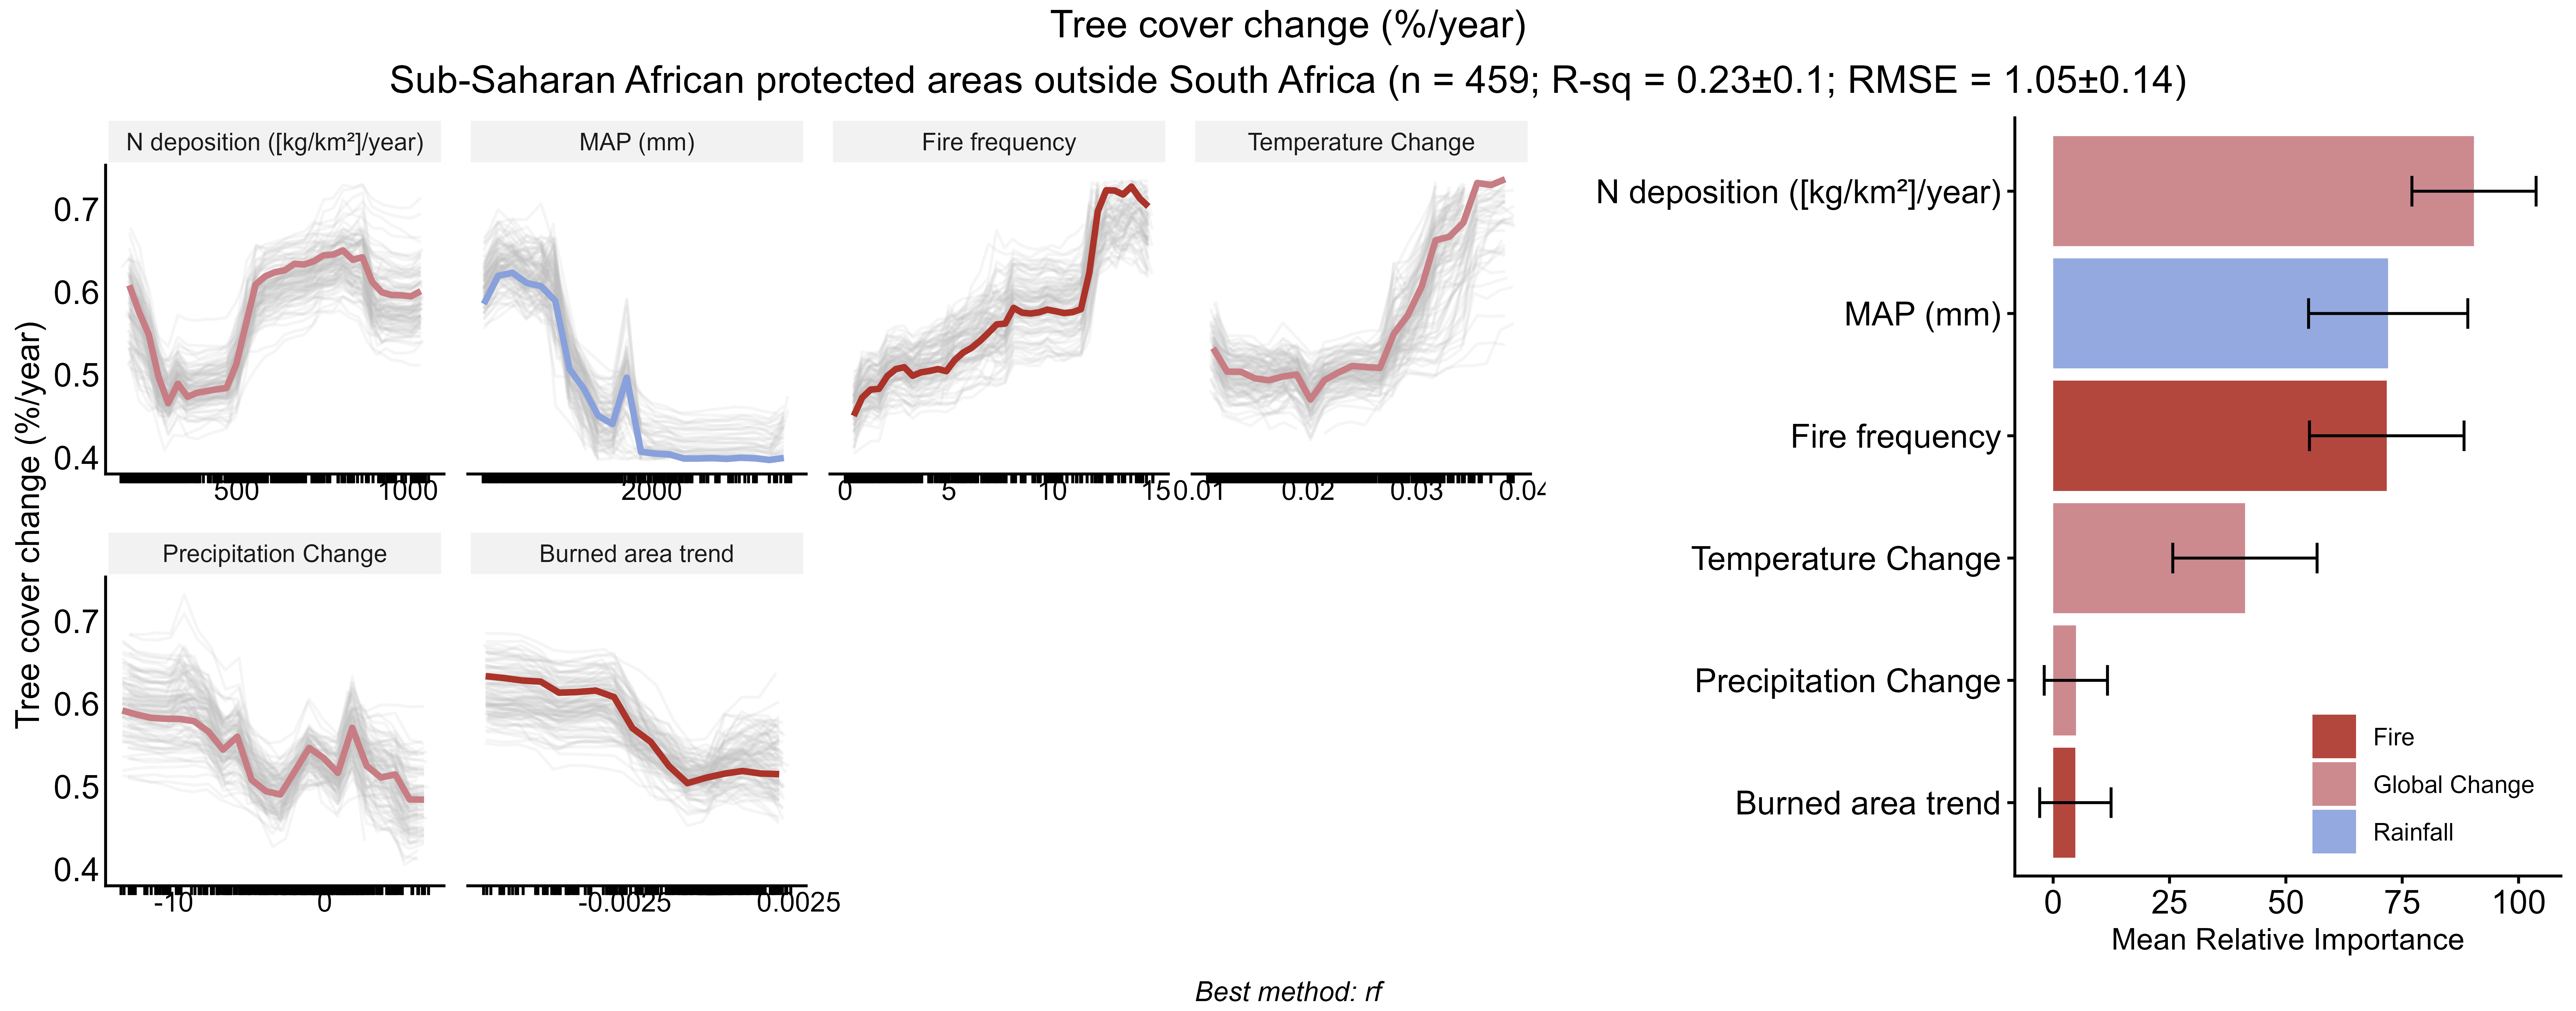 Tree cover change (%/year)
Sub-Saharan African protected areas outside South Africa (n = 459; R-sq = 0.23±0.1; RMSE = 1.05±0.14)
Tree cover change (%/year)
N deposition ([kg/km²]/year)
MAP (mm)
Fire frequency
Temperature Change
0.7
0.6
0.5
0.4
500 1000
2000
0 5 10 15
0.01 0.02 0.03 0.04
Precipitation Change
Burned area trend
0.7
0.6
0.5
0.4
-10 0
-0.0025 0.0025
N deposition ([kg/km²]/year)
MAP (mm)
Fire frequency
Temperature Change
Precipitation Change
Burned area trend
Fire
Global Change
Rainfall
0 25 50 75 100
Mean Relative Importance
Best method: rf